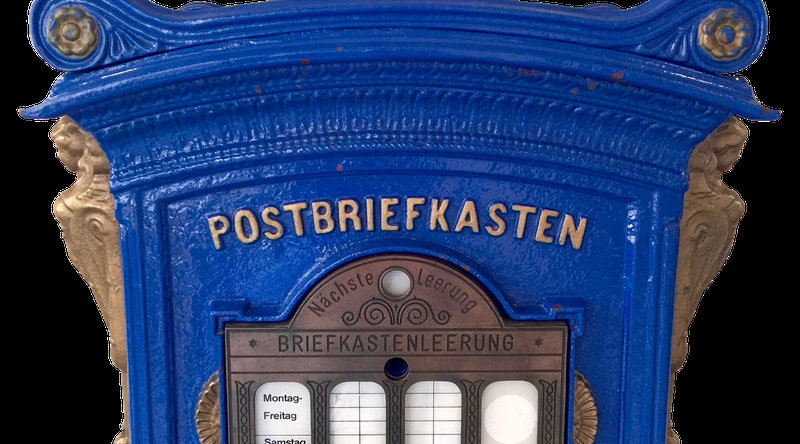 POSTBRIEFKASTEN
Nächste Leerung
BRIEFKASTENLEERUNG
Montag-
Freitag
Samstag